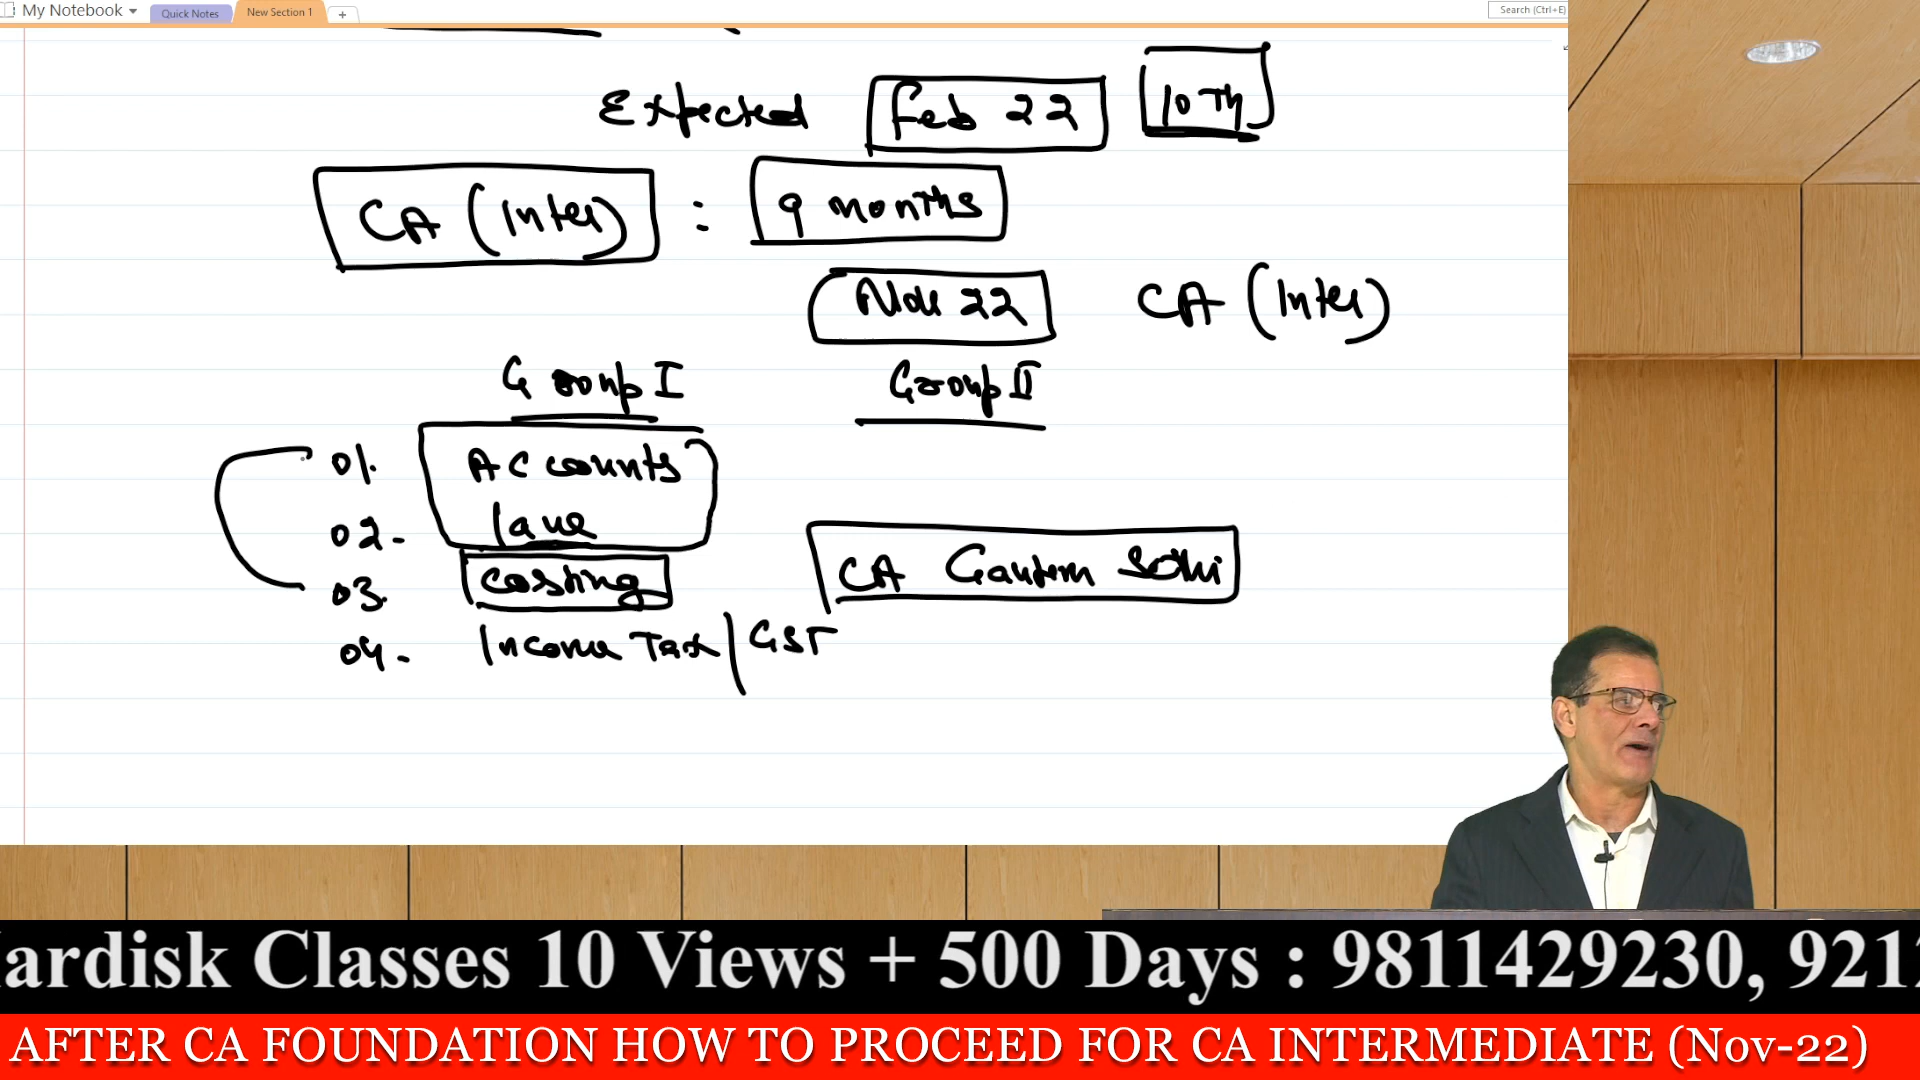 My Notebook Quick Notes New Section 1 + Search (Ctrl+E)
Expected Feb 22 10Th
CA (Inter) : 9 months
Nov 22 CA (Inter)
Group I Group II
01. Accounts
02. law
03. Costing CA Gautam Sethi
04. Income Tax / GST
ardisk Classes 10 Views + 500 Days : 9811429230, 921
AFTER CA FOUNDATION HOW TO PROCEED FOR CA INTERMEDIATE (Nov-22)